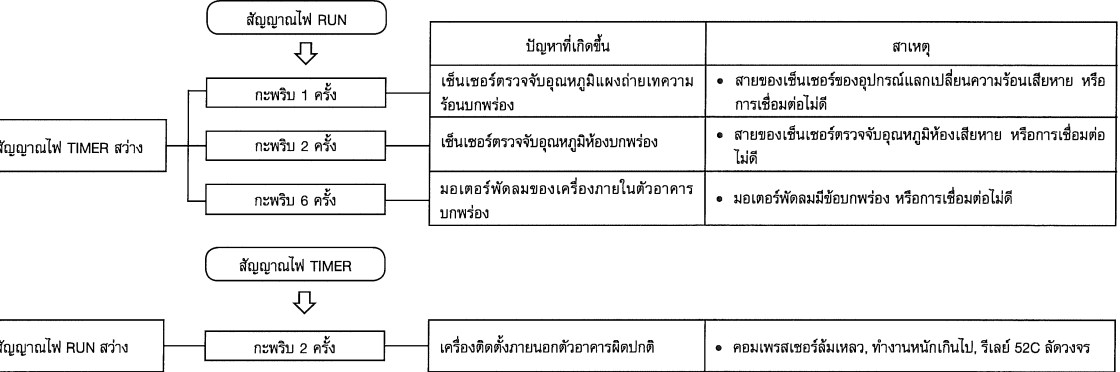 สัญญาณไฟ RUN
ปัญหาที่เกิดขึ้น
สาเหตุ
สัญญาณไฟ TIMER สว่าง
กะพริบ 1 ครั้ง
เซ็นเซอร์ตรวจจับอุณหภูมิแผงถ่ายเทความ
ร้อนบกพร่อง
• สายของเซ็นเซอร์ของอุปกรณ์แลกเปลี่ยนความร้อนเสียหาย หรือ
การเชื่อมต่อไม่ดี
กะพริบ 2 ครั้ง
เซ็นเซอร์ตรวจจับอุณหภูมิห้องบกพร่อง
• สายของเซ็นเซอร์ตรวจจับอุณหภูมิห้องเสียหาย หรือการเชื่อมต่อ
ไม่ดี
กะพริบ 6 ครั้ง
มอเตอร์พัดลมของเครื่องภายในตัวอาคาร
บกพร่อง
• มอเตอร์พัดลมมีข้อบกพร่อง หรือการเชื่อมต่อไม่ดี
สัญญาณไฟ TIMER
สัญญาณไฟ RUN สว่าง
กะพริบ 2 ครั้ง
เครื่องติดตั้งภายนอกตัวอาคารผิดปกติ
• คอมเพรสเซอร์ล้มเหลว, ทำงานหนักเกินไป, รีเลย์ 52C ลัดวงจร